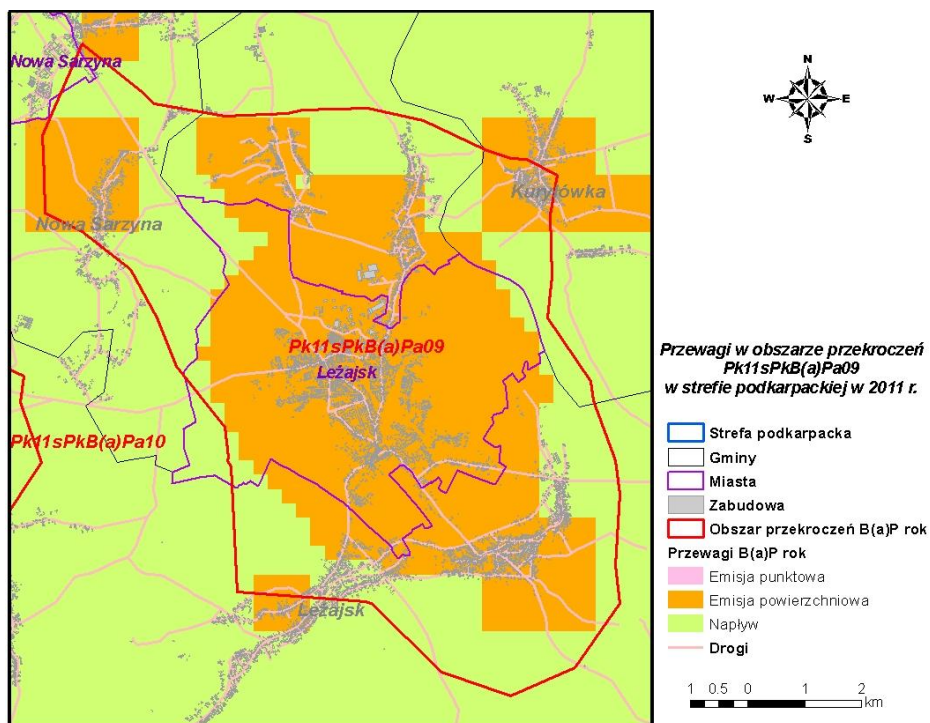 Nowa Sarzyna
Nowa Sarzyna
Kuryłówka
Pk11sPkB(a)Pa09
Leżajsk
Pk11sPkB(a)Pa10
Leżajsk
N
W E
S
Przewagi w obszarze przekroczeń
Pk11sPkB(a)Pa09
w strefie podkarpackiej w 2011 r.
Strefa podkarpacka
Gminy
Miasta
Zabudowa
Obszar przekroczeń B(a)P rok
Przewagi B(a)P rok
Emisja punktowa
Emisja powierzchniowa
Napływ
Drogi
1 0.5 0 1 2
km